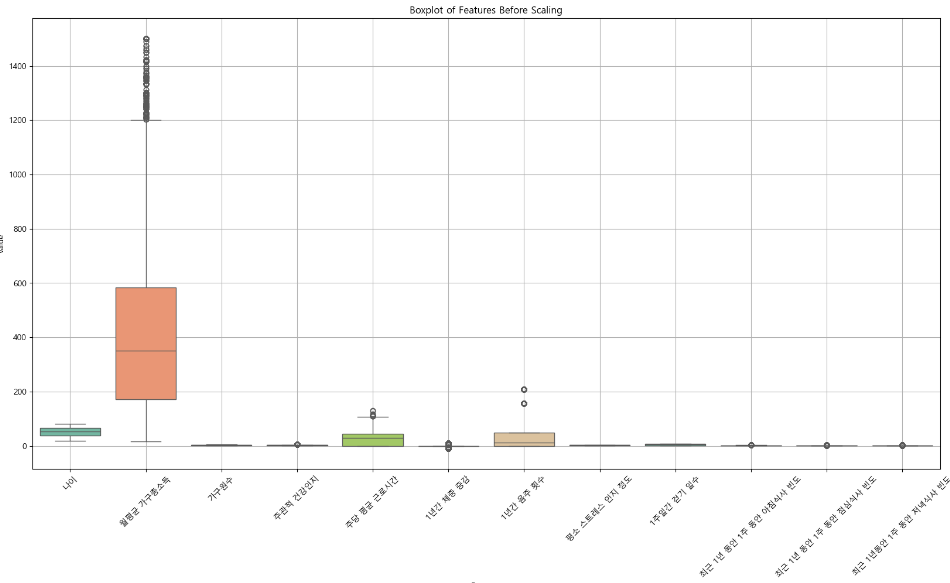 Boxplot of Features Before Scaling
1400
1200
1000
800
600
400
200
0
나이
월평균 가구총소득
가구원수
주관적 건강인지
주당 평균 근로시간
1년간 체중 증감
1년간 음주 횟수
평소 스트레스 인지 정도
1주일간 걷기 일수
최근 1년 동안 1주 동안 아침식사 빈도
최근 1년 동안 1주 동안 점심식사 빈도
최근 1년동안 1주 동안 저녁식사 빈도